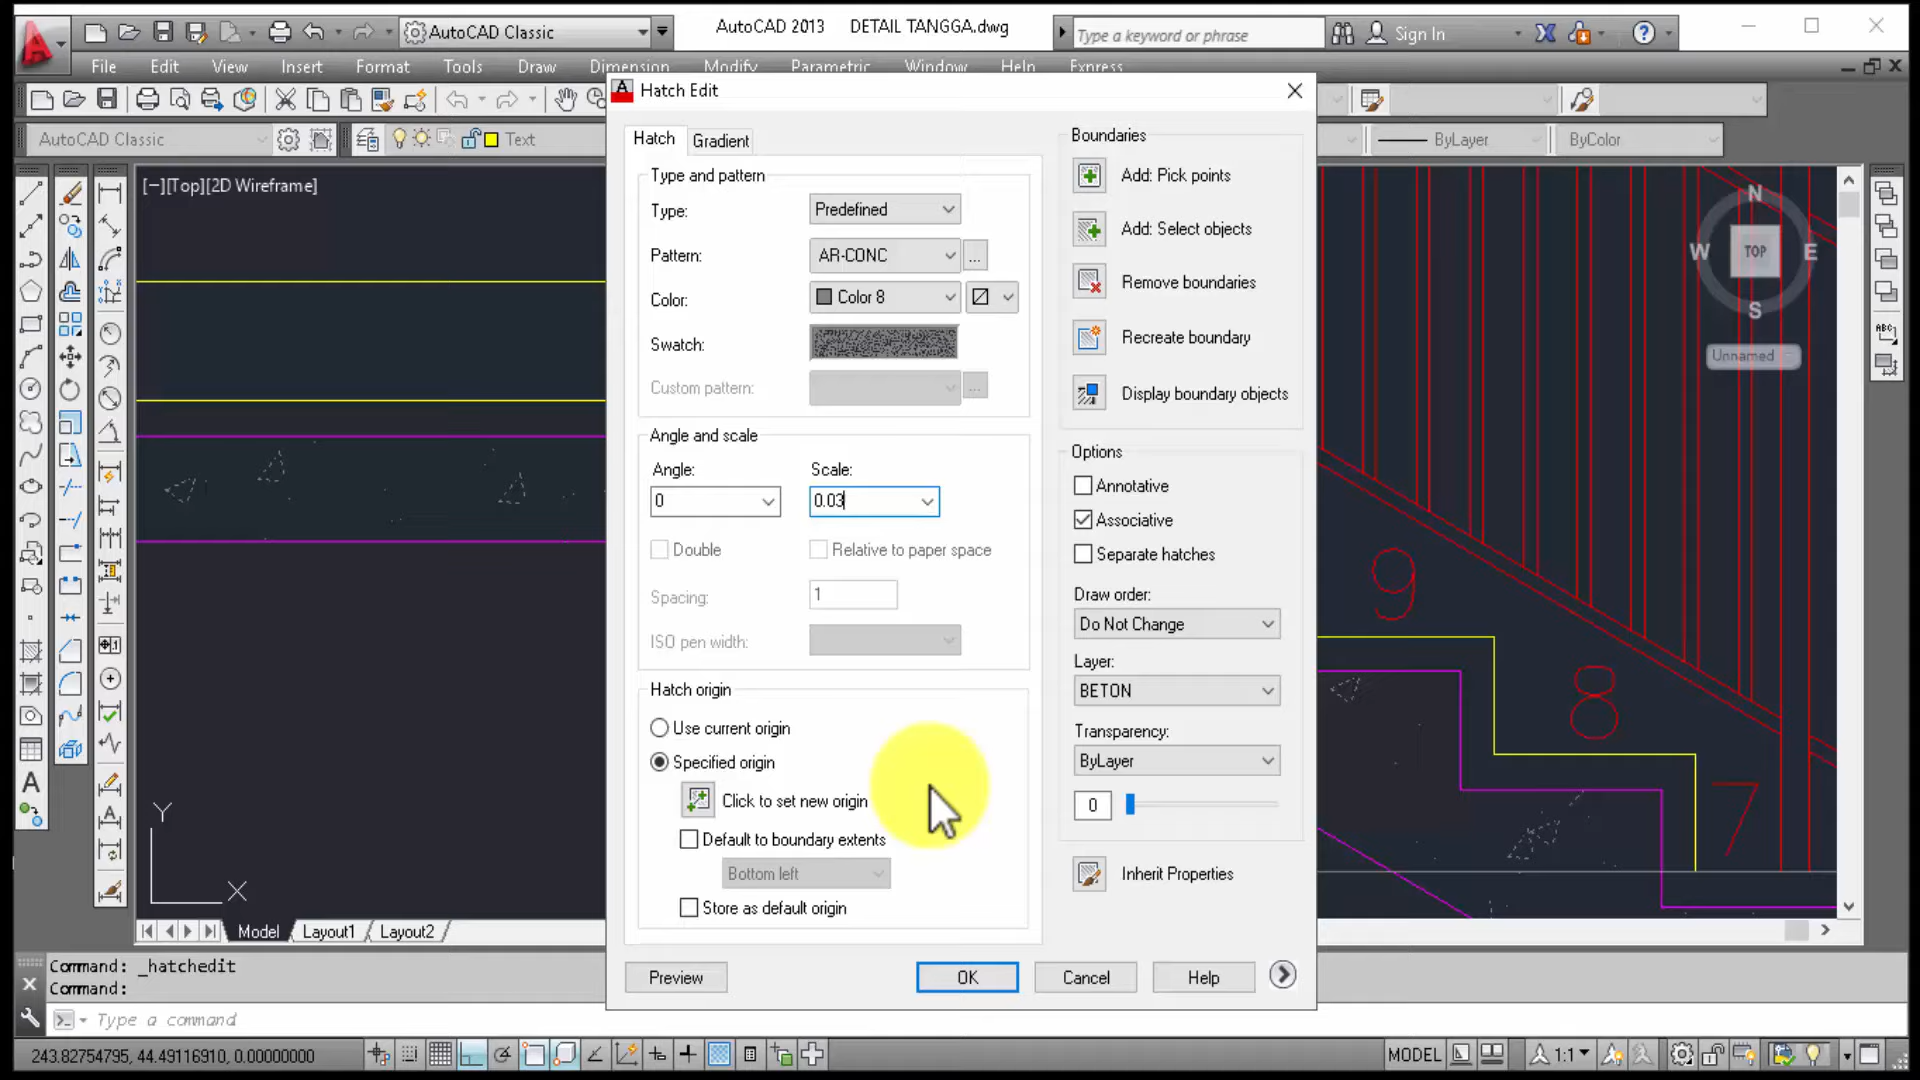 AutoCAD Classic
AutoCAD 2013 DETAIL TANGGA.dwg
Type a keyword or phrase
Sign In
File Edit View Insert Format Tools Draw Dimension Modify Parametric Window Help Express
Hatch Edit
AutoCAD Classic
Text
ByLayer
ByColor
[−][Top][2D Wireframe]
Hatch
Gradient
Type and pattern
Type: Predefined
Pattern: AR-CONC ...
Color: Color 8
Swatch:
Custom pattern: ...
Angle and scale
Angle: Scale:
0 0.03
Double Relative to paper space
Spacing: 1
ISO pen width:
Hatch origin
Use current origin
Specified origin
Click to set new origin
Default to boundary extents
Bottom left
Store as default origin
Boundaries
Add: Pick points
Add: Select objects
Remove boundaries
Recreate boundary
Display boundary objects
Options
Annotative
Associative
Separate hatches
Draw order:
Do Not Change
Layer:
BETON
Transparency:
ByLayer
0
Inherit Properties
Preview OK Cancel Help
N
W TOP E
S
Unnamed
ABC
9
8
7
Y
X
A
A
Model Layout1 Layout2
Command: _hatchedit
Command:
Type a command
243.82754795, 44.49116910, 0.00000000
MODEL 1:1